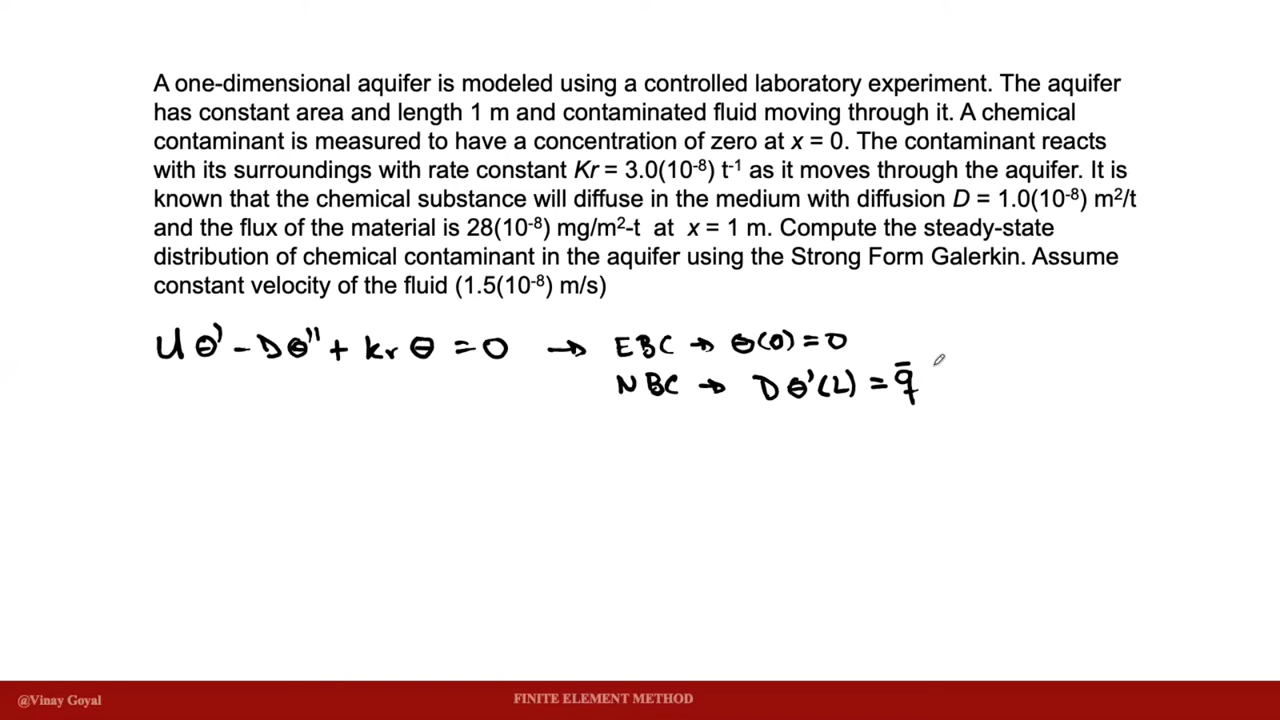 A one-dimensional aquifer is modeled using a controlled laboratory experiment. The aquifer
has constant area and length 1 m and contaminated fluid moving through it. A chemical
contaminant is measured to have a concentration of zero at x = 0. The contaminant reacts
with its surroundings with rate constant Kr = 3.0(10⁻⁸) t⁻¹ as it moves through the aquifer. It is
known that the chemical substance will diffuse in the medium with diffusion D = 1.0(10⁻⁸) m²/t
and the flux of the material is 28(10⁻⁸) mg/m²-t at x = 1 m. Compute the steady-state
distribution of chemical contaminant in the aquifer using the Strong Form Galerkin. Assume
constant velocity of the fluid (1.5(10⁻⁸) m/s)
U θ' - D θ'' + kr θ = 0 → EBC → θ(0) = 0
NBC → D θ'(L) = q̄
@Vinay Goyal
FINITE ELEMENT METHOD